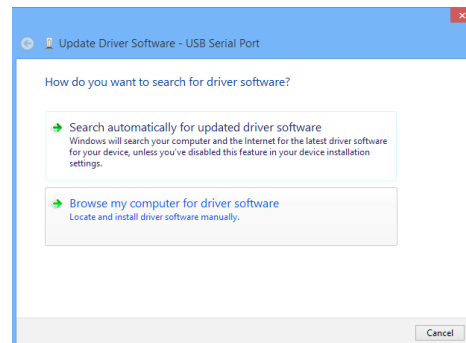 Update Driver Software - USB Serial Port
How do you want to search for driver software?
Search automatically for updated driver software
Windows will search your computer and the Internet for the latest driver software
for your device, unless you've disabled this feature in your device installation
settings.
Browse my computer for driver software
Locate and install driver software manually.
Cancel